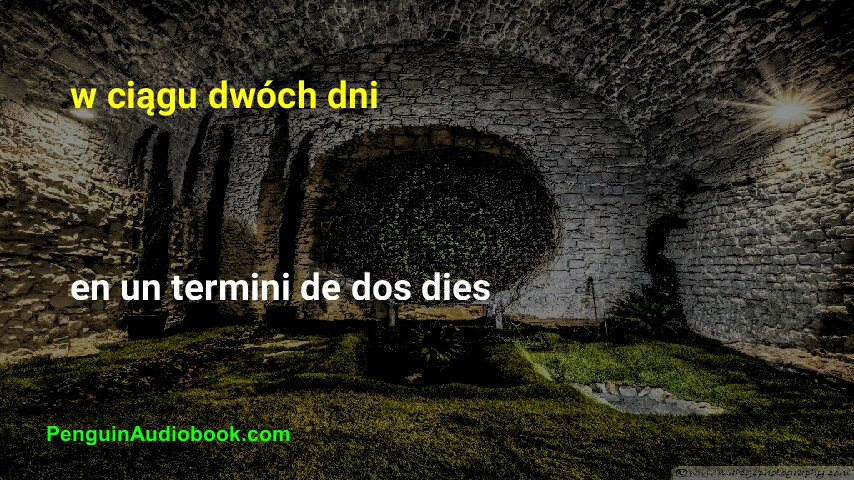 w ciągu dwóch dni
en un termini de dos dies
PenguinAudiobook.com